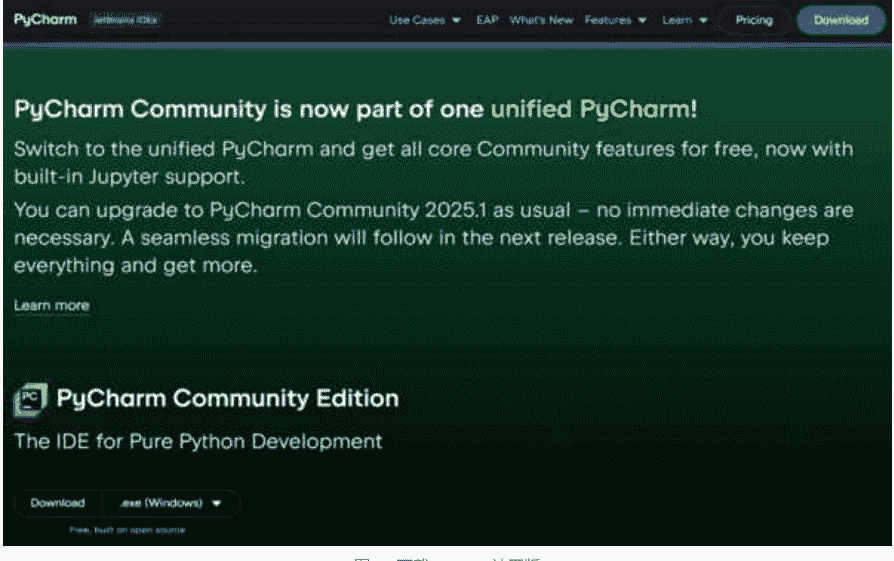 PyCharm JetBrains IDEs Use Cases EAP What's New Features Learn Pricing Download
PyCharm Community is now part of one unified PyCharm!
Switch to the unified PyCharm and get all core Community features for free, now with
built-in Jupyter support.
You can upgrade to PyCharm Community 2025.1 as usual – no immediate changes are
necessary. A seamless migration will follow in the next release. Either way, you keep
everything and get more.
Learn more
PC PyCharm Community Edition
The IDE for Pure Python Development
Download .exe (Windows)
Free, built on open source